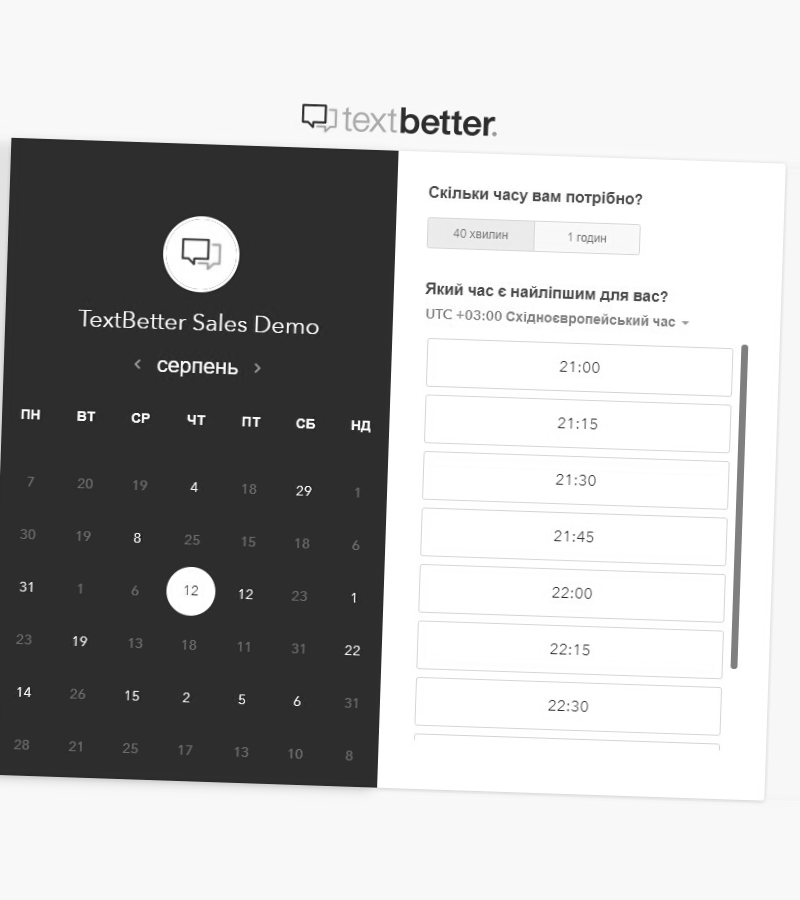 textbetter.
TextBetter Sales Demo
серпень
ПН ВТ СР ЧТ ПТ СБ НД
7 20 19 4 18 29 1
30 19 8 25 15 18 6
31 1 6 12 12 23 1
23 19 13 18 11 31 22
14 26 15 2 5 6 31
28 21 25 17 13 10 8
Скільки часу вам потрібно?
40 хвилин 1 годин
Який час є найліпшим для вас?
UTC +03:00 Східноєвропейський час
21:00
21:15
21:30
21:45
22:00
22:15
22:30